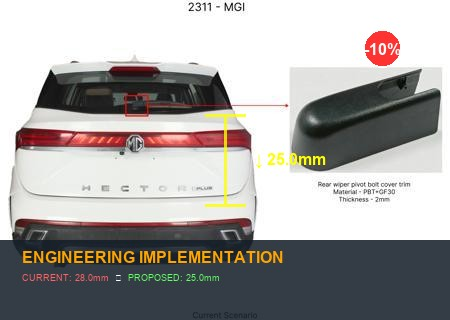 2311 - MGI
-10%
MG
HECTOR PLUS
↓ 25.0mm
Rear wiper pivot bolt cover trim
Material - PBT+GF30
Thickness - 2mm
ENGINEERING IMPLEMENTATION
CURRENT: 28.0mm □ PROPOSED: 25.0mm
Current Scenario